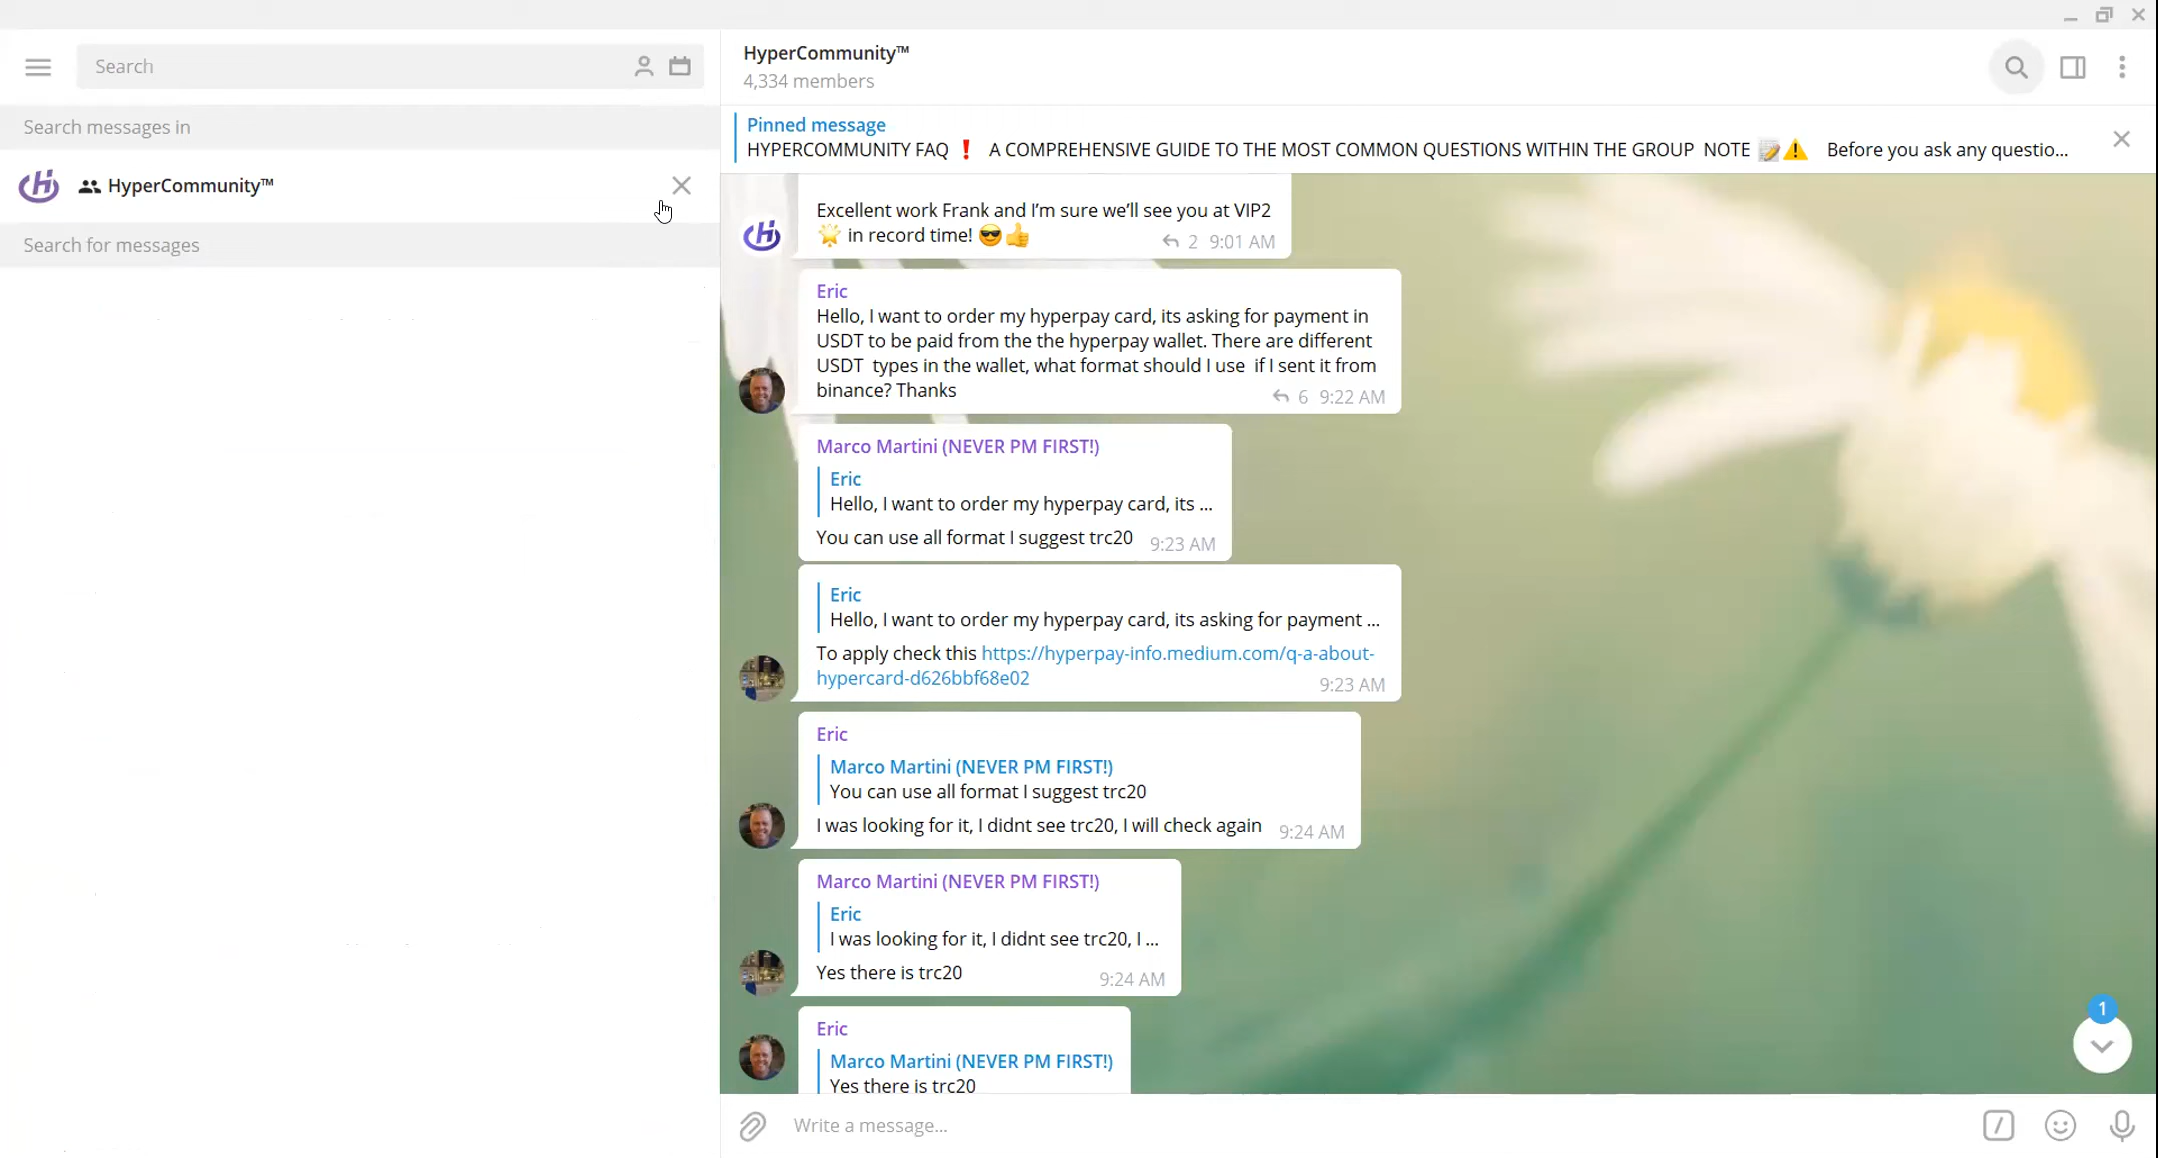 Search
Search messages in
HyperCommunity™
Search for messages
HyperCommunity™
4,334 members
Pinned message
HYPERCOMMUNITY FAQ ❗ A COMPREHENSIVE GUIDE TO THE MOST COMMON QUESTIONS WITHIN THE GROUP NOTE 📝⚠️ Before you ask any questio...
Excellent work Frank and I’m sure we’ll see you at VIP2
🌟 in record time! 😎👍 2 9:01 AM
Eric
Hello, I want to order my hyperpay card, its asking for payment in
USDT to be paid from the the hyperpay wallet. There are different
USDT types in the wallet, what format should I use if I sent it from
binance? Thanks 6 9:22 AM
Marco Martini (NEVER PM FIRST!)
Eric
Hello, I want to order my hyperpay card, its ...
You can use all format I suggest trc20 9:23 AM
Eric
Hello, I want to order my hyperpay card, its asking for payment ...
To apply check this https://hyperpay-info.medium.com/q-a-about-
hypercard-d626bbf68e02 9:23 AM
Eric
Marco Martini (NEVER PM FIRST!)
You can use all format I suggest trc20
I was looking for it, I didnt see trc20, I will check again 9:24 AM
Marco Martini (NEVER PM FIRST!)
Eric
I was looking for it, I didnt see trc20, I ...
Yes there is trc20 9:24 AM
Eric
Marco Martini (NEVER PM FIRST!)
Yes there is trc20
1
Write a message...